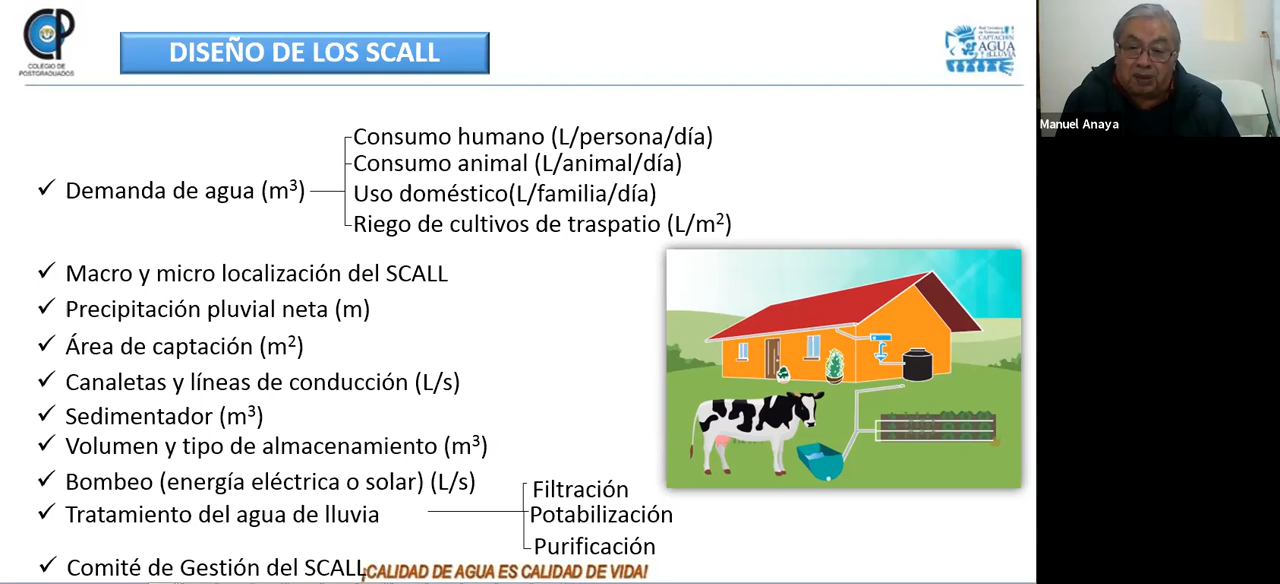 COLEGIO DE
POSTGRADUADOS
DISEÑO DE LOS SCALL
CAPTACIÓN
AGUA
Manuel Anaya
✓ Demanda de agua (m³)
Consumo humano (L/persona/día)
Consumo animal (L/animal/día)
Uso doméstico(L/familia/día)
Riego de cultivos de traspatio (L/m²)
✓ Macro y micro localización del SCALL
✓ Precipitación pluvial neta (m)
✓ Área de captación (m²)
✓ Canaletas y líneas de conducción (L/s)
✓ Sedimentador (m³)
✓ Volumen y tipo de almacenamiento (m³)
✓ Bombeo (energía eléctrica o solar) (L/s)
✓ Tratamiento del agua de lluvia
Filtración
Potabilización
Purificación
✓ Comité de Gestión del SCALL
¡CALIDAD DE AGUA ES CALIDAD DE VIDA!